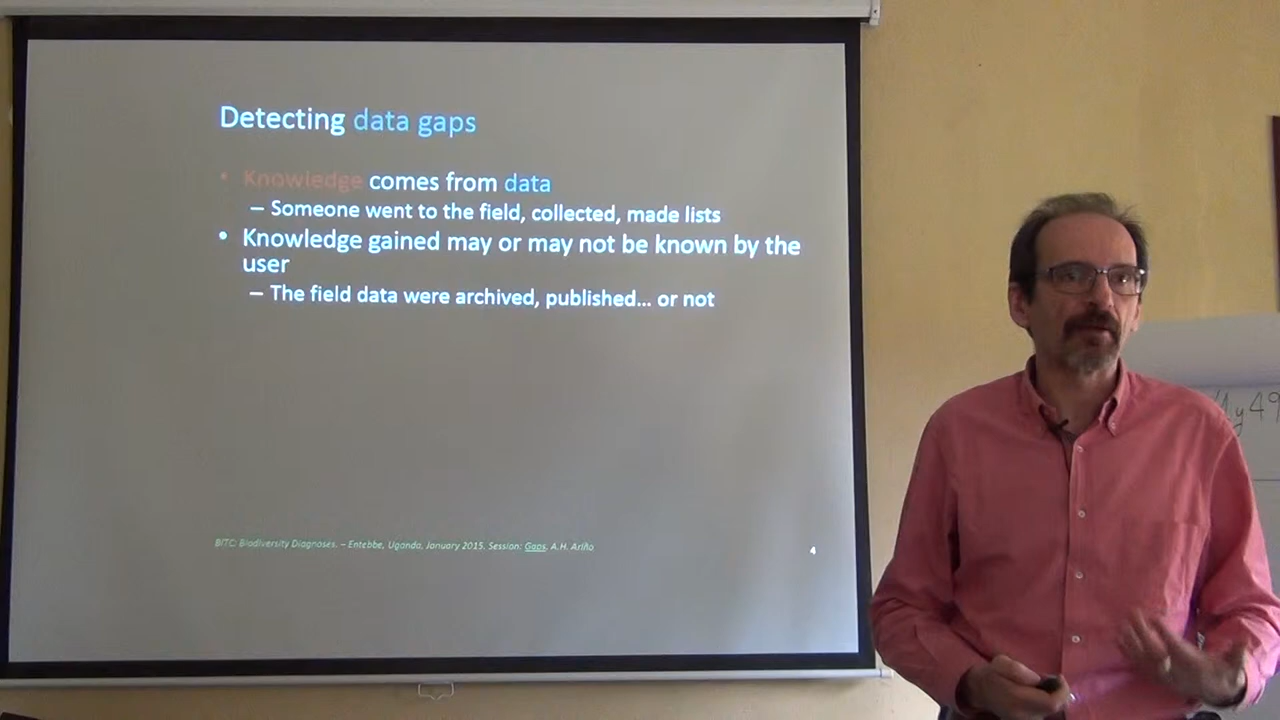 Detecting data gaps
• Knowledge comes from data
– Someone went to the field, collected, made lists
• Knowledge gained may or may not be known by the
user
– The field data were archived, published... or not
BITC: Biodiversity Diagnoses. – Entebbe, Uganda, January 2015. Session: Gaps. A.H. Ariño
4